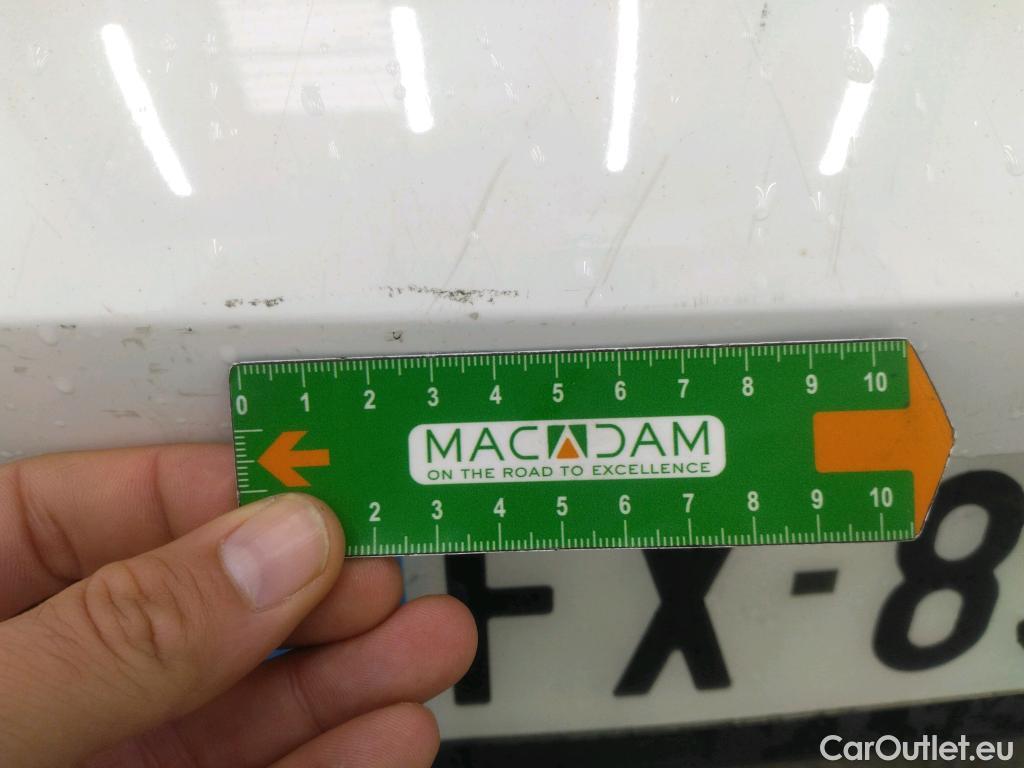 0 1 2 3 4 5 6 7 8 9 10
MACADAM
ON THE ROAD TO EXCELLENCE
2 3 4 5 6 7 8 9 10
FX-8
CarOutlet.eu